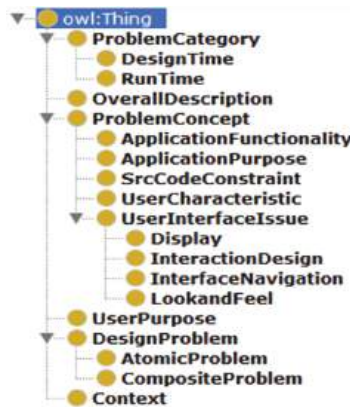 owl:Thing
ProblemCategory
DesignTime
RunTime
OverallDescription
ProblemConcept
ApplicationFunctionality
ApplicationPurpose
SrcCodeConstraint
UserCharacteristic
UserInterfaceIssue
Display
InteractionDesign
InterfaceNavigation
LookandFeel
UserPurpose
DesignProblem
AtomicProblem
CompositeProblem
Context